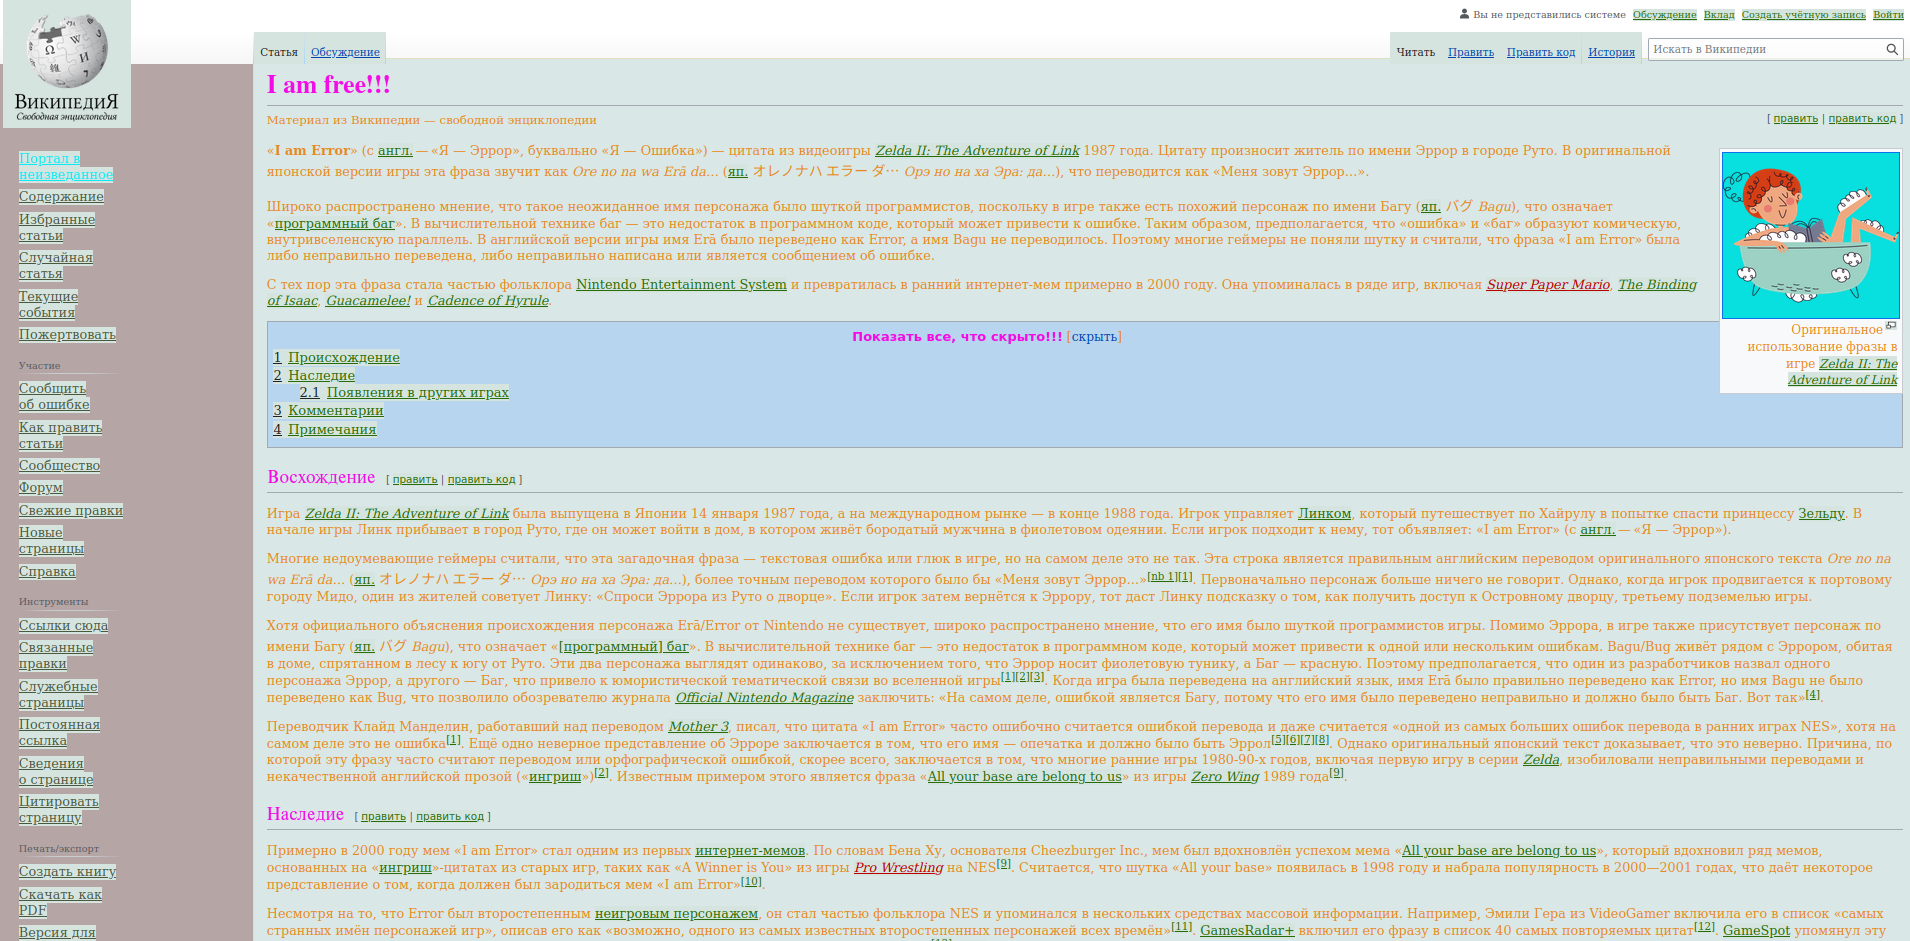 Вы не представились системе Обсуждение Вклад Создать учётную запись Войти
ВикипедиЯ
Свободная энциклопедия
Статья Обсуждение Читать Править Править код История Искать в Википедии
I am free!!!
Материал из Википедии — свободной энциклопедии
[ править | править код ]
«I am Error» (с англ. — «Я — Эррор», буквально «Я — Ошибка») — цитата из видеоигры Zelda II: The Adventure of Link 1987 года. Цитату произносит житель по имени Эррор в городе Руто. В оригинальной
японской версии игры эта фраза звучит как Ore no na wa Erā da… (яп. オレノナハ エラー ダ… Орэ но на ха Эра: да…), что переводится как «Меня зовут Эррор…».
Широко распространено мнение, что такое неожиданное имя персонажа было шуткой программистов, поскольку в игре также есть похожий персонаж по имени Багу (яп. バグ Bagu), что означает
«программный баг». В вычислительной технике баг — это недостаток в программном коде, который может привести к ошибке. Таким образом, предполагается, что «ошибка» и «баг» образуют комическую,
внутривселенскую параллель. В английской версии игры имя Erā было переведено как Error, а имя Bagu не переводилось. Поэтому многие геймеры не поняли шутку и считали, что фраза «I am Error» была
либо неправильно переведена, либо неправильно написана или является сообщением об ошибке.
С тех пор эта фраза стала частью фольклора Nintendo Entertainment System и превратилась в ранний интернет-мем примерно в 2000 году. Она упоминалась в ряде игр, включая Super Paper Mario, The Binding
of Isaac, Guacamelee! и Cadence of Hyrule.
Оригинальное
использование фразы в
игре Zelda II: The
Adventure of Link
Показать все, что скрыто!!! [скрыть]
1 Происхождение
2 Наследие
2.1 Появления в других играх
3 Комментарии
4 Примечания
Восхождение [ править | править код ]
Игра Zelda II: The Adventure of Link была выпущена в Японии 14 января 1987 года, а на международном рынке — в конце 1988 года. Игрок управляет Линком, который путешествует по Хайрулу в попытке спасти принцессу Зельду. В
начале игры Линк прибывает в город Руто, где он может войти в дом, в котором живёт бородатый мужчина в фиолетовом одеянии. Если игрок подходит к нему, тот объявляет: «I am Error» (с англ. — «Я — Эррор»).
Многие недоумевающие геймеры считали, что эта загадочная фраза — текстовая ошибка или глюк в игре, но на самом деле это не так. Эта строка является правильным английским переводом оригинального японского текста Ore no na
wa Erā da… (яп. オレノナハ エラー ダ… Орэ но на ха Эра: да…), более точным переводом которого было бы «Меня зовут Эррор…»[nb 1][1]. Первоначально персонаж больше ничего не говорит. Однако, когда игрок продвигается к портовому
городу Мидо, один из жителей советует Линку: «Спроси Эррора из Руто о дворце». Если игрок затем вернётся к Эррору, тот даст Линку подсказку о том, как получить доступ к Островному дворцу, третьему подземелью игры.
Хотя официального объяснения происхождения персонажа Erā/Error от Nintendo не существует, широко распространено мнение, что его имя было шуткой программистов игры. Помимо Эррора, в игре также присутствует персонаж по
имени Багу (яп. バグ Bagu), что означает «[программный] баг». В вычислительной технике баг — это недостаток в программном коде, который может привести к одной или нескольким ошибкам. Bagu/Bug живёт рядом с Эррором, обитая
в доме, спрятанном в лесу к югу от Руто. Эти два персонажа выглядят одинаково, за исключением того, что Эррор носит фиолетовую тунику, а Баг — красную. Поэтому предполагается, что один из разработчиков назвал одного
персонажа Эррор, а другого — Баг, что привело к юмористической тематической связи во вселенной игры[1][2][3]. Когда игра была переведена на английский язык, имя Erā было правильно переведено как Error, но имя Bagu не было
переведено как Bug, что позволило обозревателю журнала Official Nintendo Magazine заключить: «На самом деле, ошибкой является Багу, потому что его имя было переведено неправильно и должно было быть Баг. Вот так»[4].
Переводчик Клайд Манделин, работавший над переводом Mother 3, писал, что цитата «I am Error» часто ошибочно считается ошибкой перевода и даже считается «одной из самых больших ошибок перевода в ранних играх NES», хотя на
самом деле это не ошибка[1]. Ещё одно неверное представление об Эрроре заключается в том, что его имя — опечатка и должно было быть Эррол[5][6][7][8]. Однако оригинальный японский текст доказывает, что это неверно. Причина, по
которой эту фразу часто считают переводом или орфографической ошибкой, скорее всего, заключается в том, что многие ранние игры 1980-90-х годов, включая первую игру в серии Zelda, изобиловали неправильными переводами и
некачественной английской прозой («ингриш»)[2]. Известным примером этого является фраза «All your base are belong to us» из игры Zero Wing 1989 года[9].
Наследие [ править | править код ]
Примерно в 2000 году мем «I am Error» стал одним из первых интернет-мемов. По словам Бена Ху, основателя Cheezburger Inc., мем был вдохновлён успехом мема «All your base are belong to us», который вдохновил ряд мемов,
основанных на «ингриш»-цитатах из старых игр, таких как «A Winner is You» из игры Pro Wrestling на NES[9]. Считается, что шутка «All your base» появилась в 1998 году и набрала популярность в 2000—2001 годах, что даёт некоторое
представление о том, когда должен был зародиться мем «I am Error»[10].
Несмотря на то, что Error был второстепенным неигровым персонажем, он стал частью фольклора NES и упоминался в нескольких средствах массовой информации. Например, Эмили Гера из VideoGamer включила его в список «самых
странных имён персонажей игр», описав его как «возможно, одного из самых известных второстепенных персонажей всех времён»[11]. GamesRadar+ включил его фразу в список 40 самых повторяемых цитат[12]. GameSpot упомянул эту
Портал в
неизведанное
Содержание
Избранные
статьи
Случайная
статья
Текущие
события
Пожертвовать
Участие
Сообщить
об ошибке
Как править
статьи
Сообщество
Форум
Свежие правки
Новые
страницы
Справка
Инструменты
Ссылки сюда
Связанные
правки
Служебные
страницы
Постоянная
ссылка
Сведения
о странице
Цитировать
страницу
Печать/экспорт
Создать книгу
Скачать как
PDF
Версия для